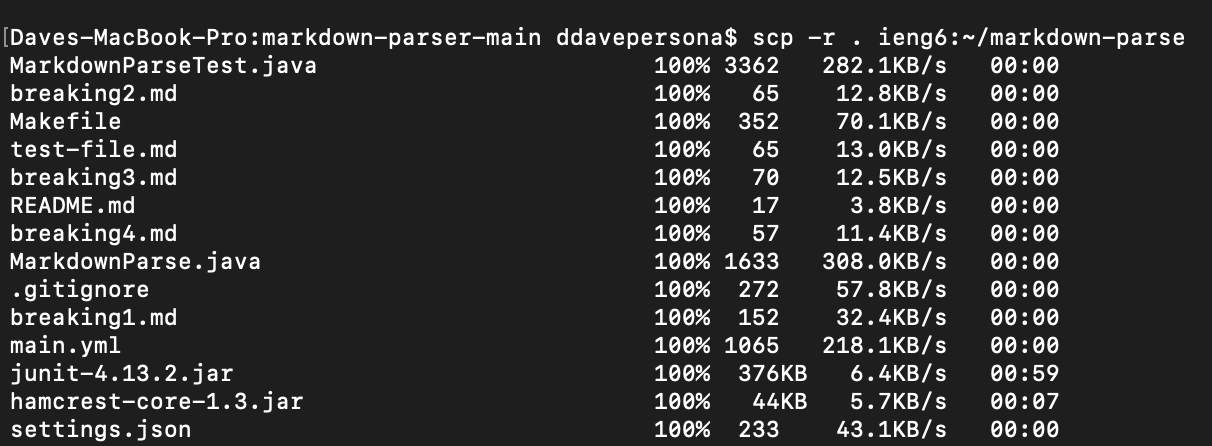 [Daves-MacBook-Pro:markdown-parser-main ddavepersona$ scp -r . ieng6:~/markdown-parse
MarkdownParseTest.java 100% 3362 282.1KB/s 00:00
breaking2.md 100% 65 12.8KB/s 00:00
Makefile 100% 352 70.1KB/s 00:00
test-file.md 100% 65 13.0KB/s 00:00
breaking3.md 100% 70 12.5KB/s 00:00
README.md 100% 17 3.8KB/s 00:00
breaking4.md 100% 57 11.4KB/s 00:00
MarkdownParse.java 100% 1633 308.0KB/s 00:00
.gitignore 100% 272 57.8KB/s 00:00
breaking1.md 100% 152 32.4KB/s 00:00
main.yml 100% 1065 218.1KB/s 00:00
junit-4.13.2.jar 100% 376KB 6.4KB/s 00:59
hamcrest-core-1.3.jar 100% 44KB 5.7KB/s 00:07
settings.json 100% 233 43.1KB/s 00:00